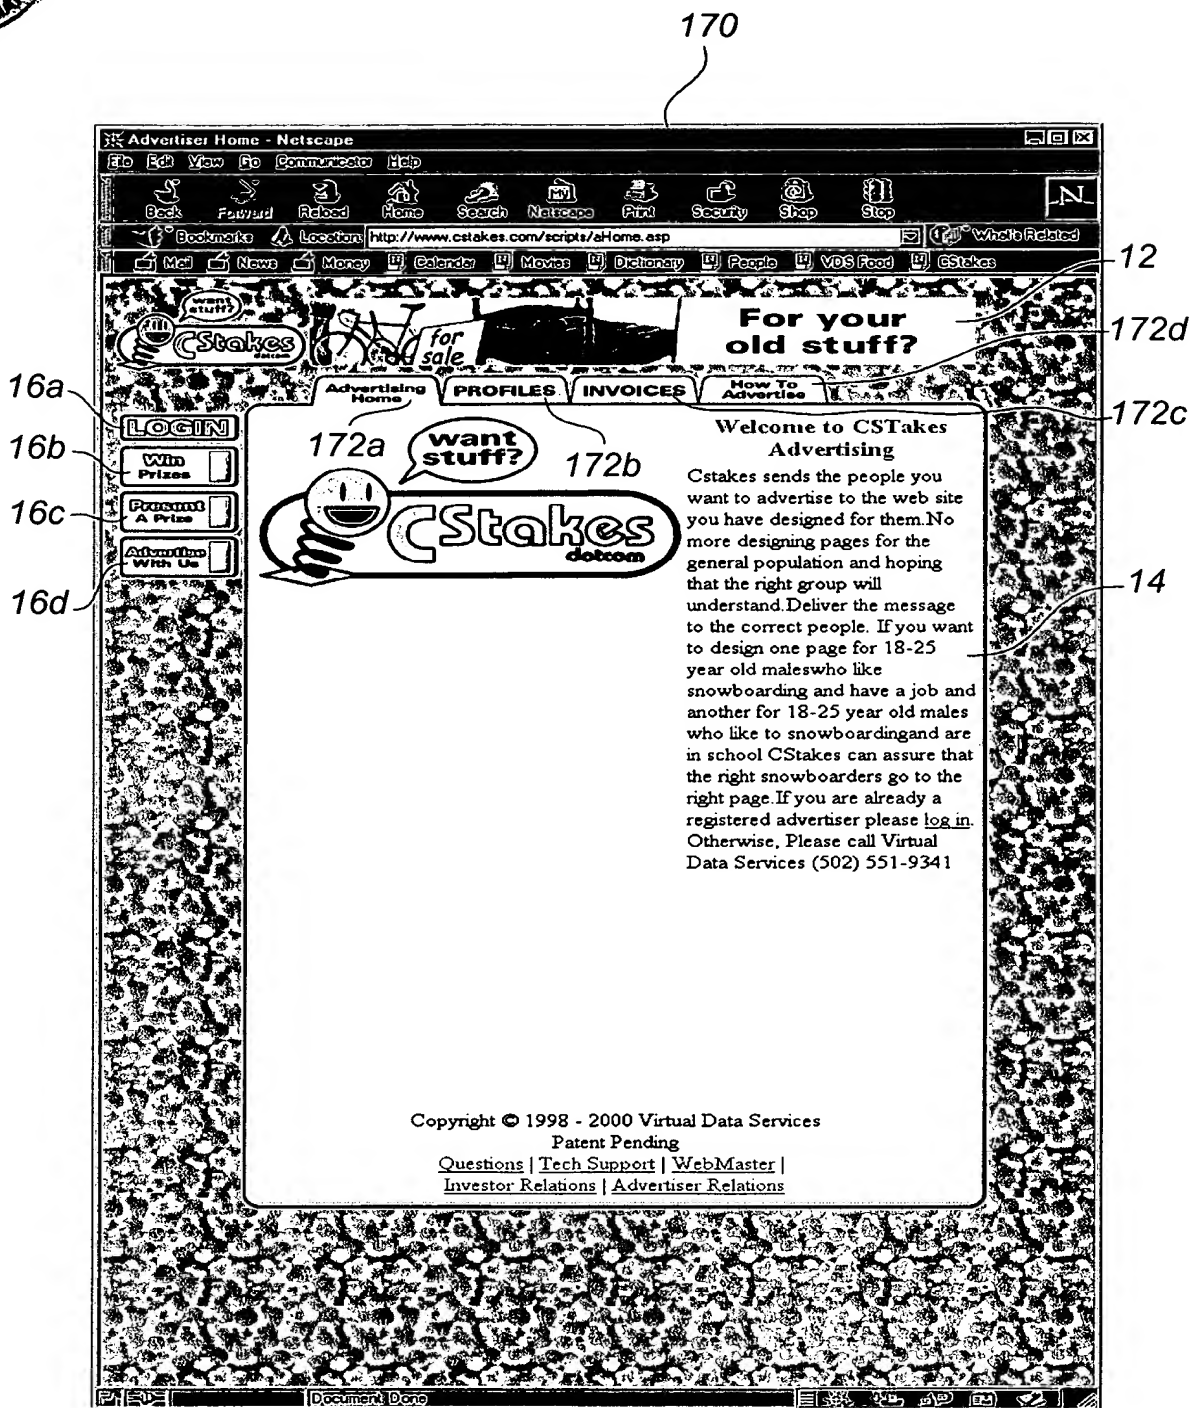 170
Advertiser Home - Netscape
File Edit View Go Communicator Help
Back Forward Reload Home Search Netscape Print Security Shop Stop
N
Bookmarks Location: http://www.cstakes.com/scripts/aHome.asp What's Related
Mail News Money Calendar Movies Dictionary People VDS Food CStakes
12
want
stuff?
CStakes
dotcom
for
sale
For your
old stuff?
172d
16a
Advertising
Home
PROFILES
INVOICES
How To
Advertise
172c
LOGIN
16b
Win
Prizes
16c
Present
A Prize
16d
Advertise
With Us
172a
want
stuff?
172b
CStakes
dotcom
Welcome to CSTakes
Advertising
Cstakes sends the people you
want to advertise to the web site
you have designed for them.No
more designing pages for the
general population and hoping
that the right group will
understand.Deliver the message
to the correct people. If you want
to design one page for 18-25
year old maleswho like
snowboarding and have a job and
another for 18-25 year old males
who like to snowboardingand are
in school CStakes can assure that
the right snowboarders go to the
right page.If you are already a
registered advertiser please log in.
Otherwise, Please call Virtual
Data Services (502) 551-9341
14
Copyright © 1998 - 2000 Virtual Data Services
Patent Pending
Questions | Tech Support | WebMaster |
Investor Relations | Advertiser Relations
Document: Done